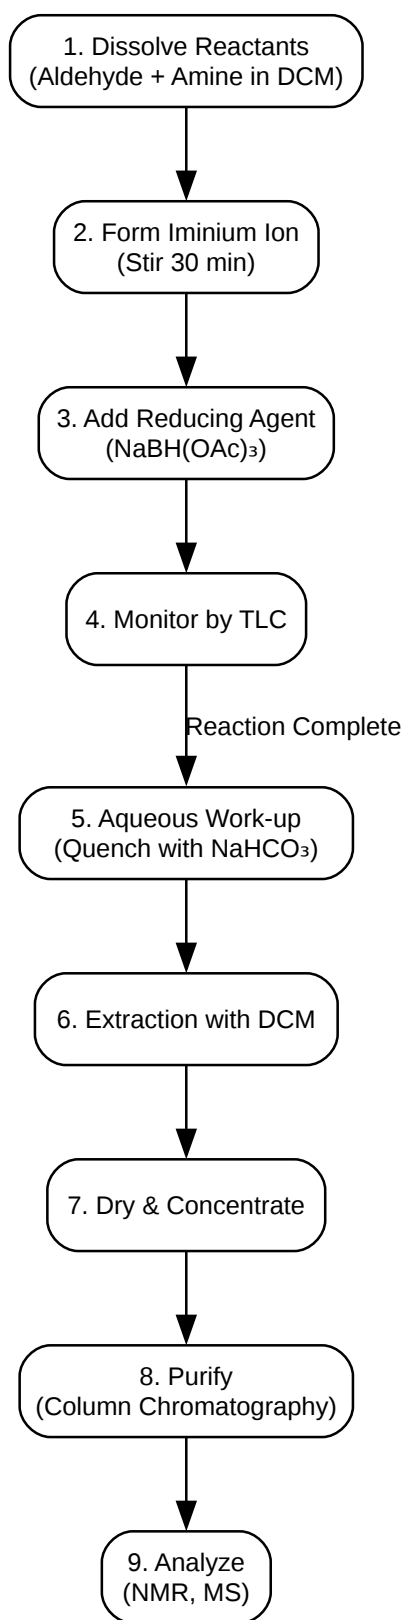 1. Dissolve Reactants
(Aldehyde + Amine in DCM)
2. Form Iminium Ion
(Stir 30 min)
3. Add Reducing Agent
(NaBH(OAc)₃)
4. Monitor by TLC
Reaction Complete
5. Aqueous Work-up
(Quench with NaHCO₃)
6. Extraction with DCM
7. Dry & Concentrate
8. Purify
(Column Chromatography)
9. Analyze
(NMR, MS)